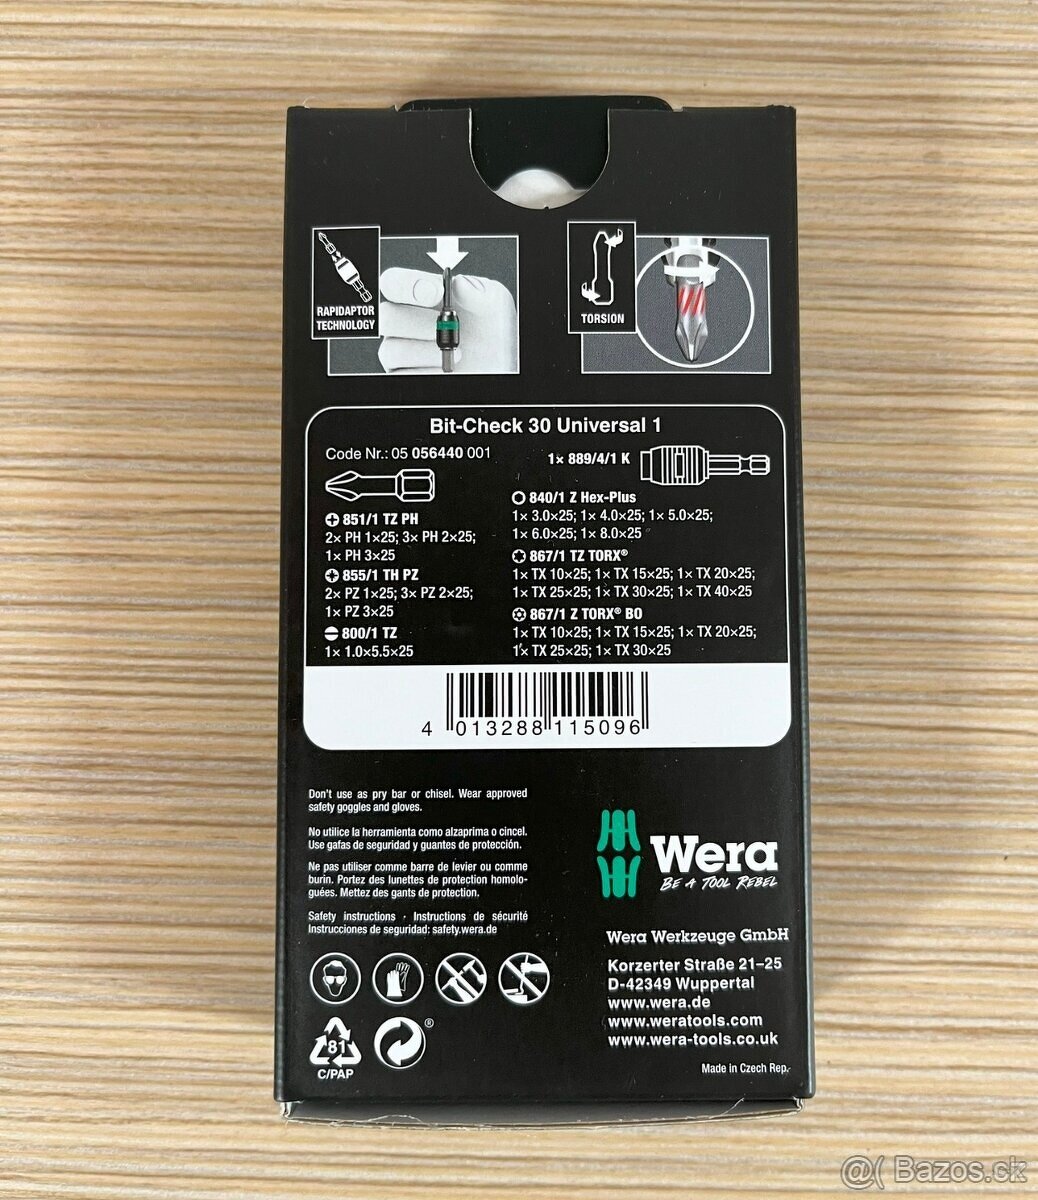 RAPIDAPTOR
TECHNOLOGY
TORSION
Bit-Check 30 Universal 1
Code Nr.: 05 056440 001
1× 889/4/1 K
851/1 TZ PH
2× PH 1×25; 3× PH 2×25;
1× PH 3×25
855/1 TH PZ
2× PZ 1×25; 3× PZ 2×25;
1× PZ 3×25
800/1 TZ
1× 1.0×5.5×25
840/1 Z Hex-Plus
1× 3.0×25; 1× 4.0×25; 1× 5.0×25;
1× 6.0×25; 1× 8.0×25
867/1 TZ TORX®
1× TX 10×25; 1× TX 15×25; 1× TX 20×25;
1× TX 25×25; 1× TX 30×25; 1× TX 40×25
867/1 Z TORX® BO
1× TX 10×25; 1× TX 15×25; 1× TX 20×25;
1× TX 25×25; 1× TX 30×25
4 013288 115096
Don't use as pry bar or chisel. Wear approved
safety goggles and gloves.
No utilice la herramienta como alzaprima o cincel.
Use gafas de seguridad y guantes de protección.
Ne pas utiliser comme barre de levier ou comme
burin. Portez des lunettes de protection homolo-
guées. Mettez des gants de protection.
Safety instructions · Instructions de sécurité
Instrucciones de seguridad: safety.wera.de
81
C/PAP
®
Wera
BE A TOOL REBEL
Wera Werkzeuge GmbH
Korzerter Straße 21–25
D-42349 Wuppertal
www.wera.de
www.weratools.com
www.wera-tools.co.uk
Made in Czech Rep.
@( Bazos.sk